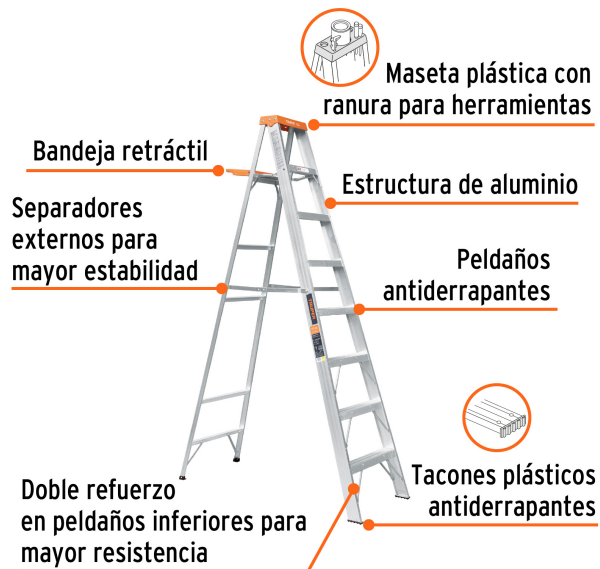 Maseta plástica con
ranura para herramientas
Bandeja retráctil
Estructura de aluminio
Separadores
externos para
mayor estabilidad
Peldaños
antiderrapantes
Tacones plásticos
antiderrapantes
Doble refuerzo
en peldaños inferiores para
mayor resistencia